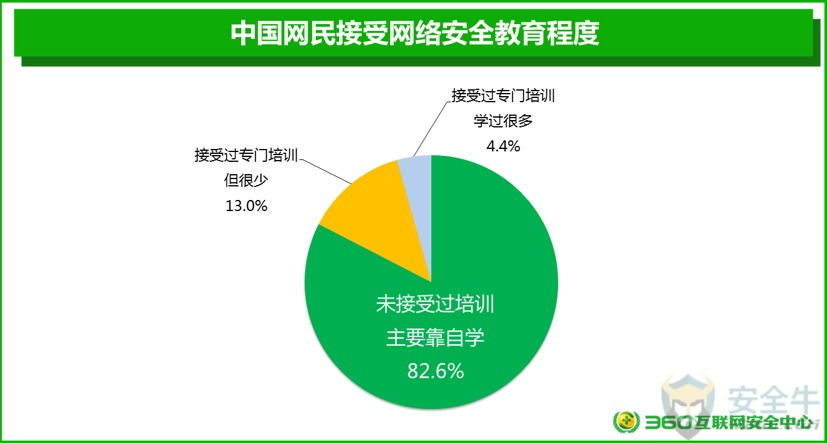 中国网民接受网络安全教育程度
接受过专门培训
学过很多
4.4%
接受过专门培训
但很少
13.0%
未接受过培训
主要靠自学
82.6%
安全牛
360互联网安全中心